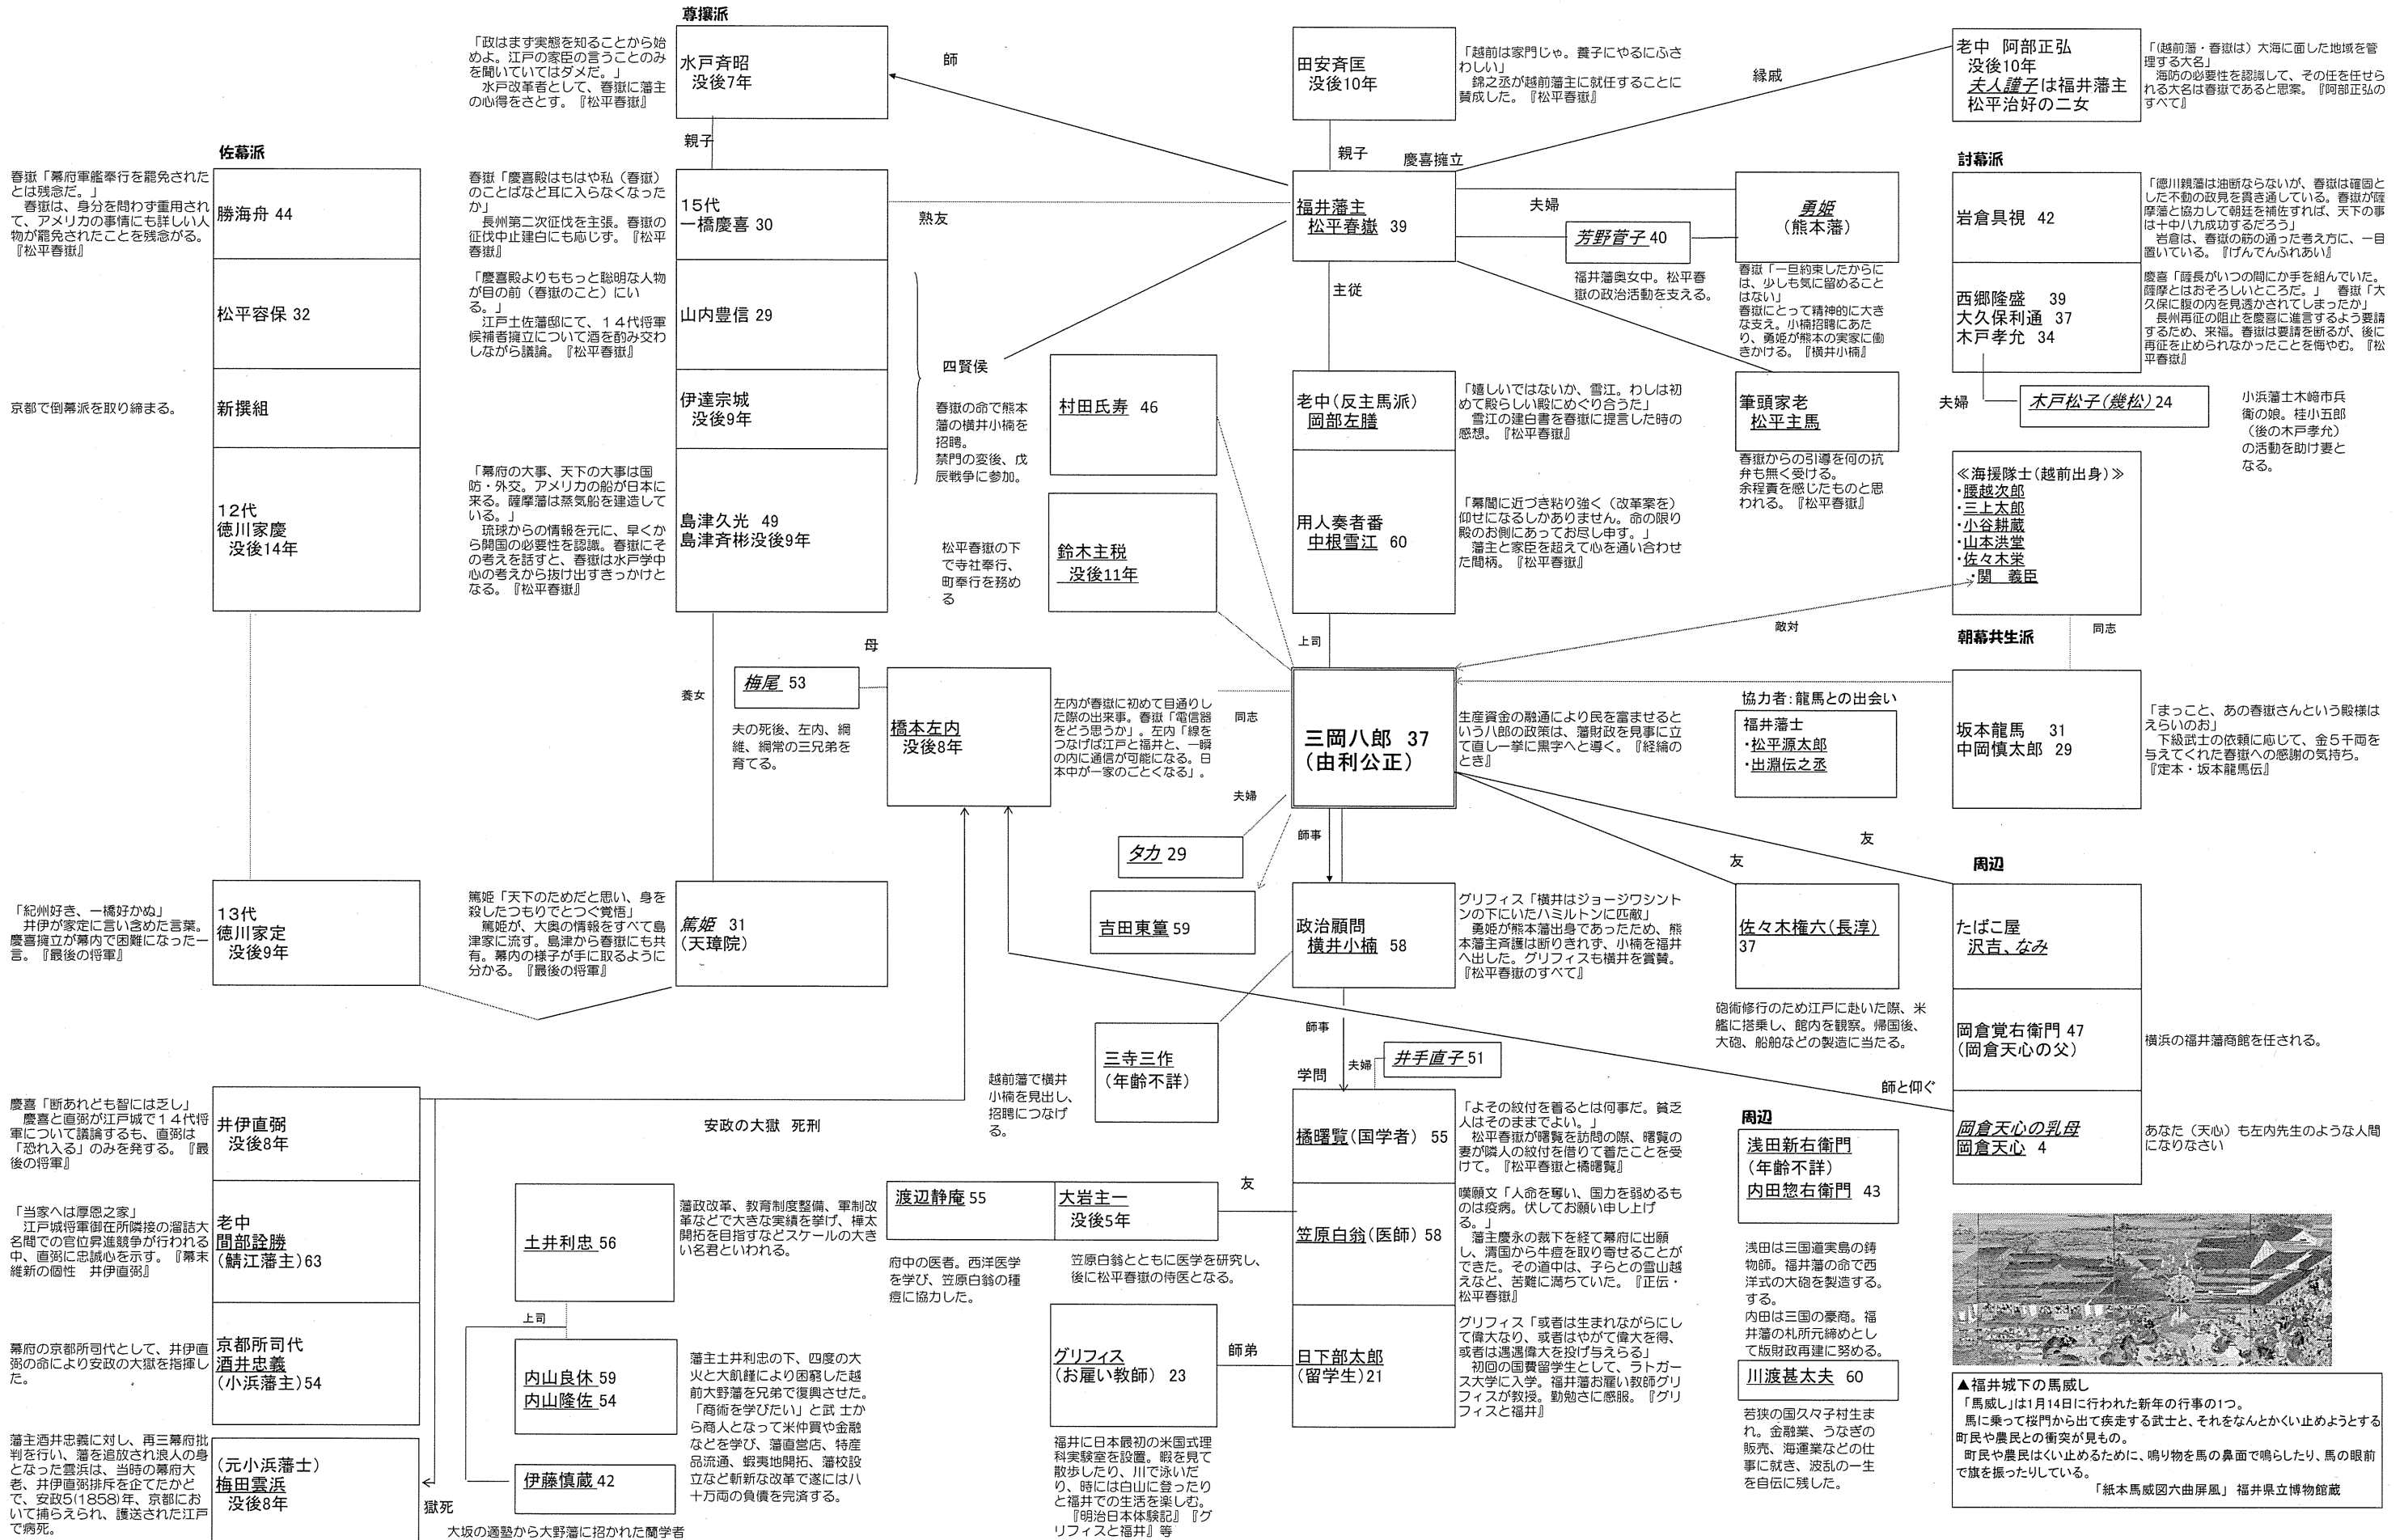 尊攘派
「政はまず実態を知ることから始
めよ。江戸の家臣の言うことのみ
を聞いていてはダメだ。」
水戸改革者として、春嶽に藩主
の心得をさとす。『松平春嶽』
水戸斉昭
没後7年
師
田安斉匡
没後10年
「越前は家門じゃ。養子にやるにふさ
わしい」
錦之丞が越前藩主に就任することに
賛成した。『松平春嶽』
縁戚
老中 阿部正弘
没後10年
夫人謹子は福井藩主
松平治好の二女
「(越前藩・春嶽は)大海に面した地域を管
理する大名」
海防の必要性を認識して、その任を任せら
れる大名は春嶽であると思案。『阿部正弘の
すべて』
親子
親子
慶喜擁立
佐幕派
春嶽「幕府軍艦奉行を罷免された
とは残念だ。」
春嶽は、身分を問わず重用され
て、アメリカの事情にも詳しい人
物が罷免されたことを残念がる。
『松平春嶽』
勝海舟 44
松平容保 32
京都で倒幕派を取り締まる。
新撰組
12代
徳川家慶
没後14年
春嶽「慶喜殿はもはや私(春嶽)
のことばなど耳に入らなくなった
か」
長州第二次征伐を主張。春嶽の
征伐中止建白にも応じず。『松平
春嶽』
15代
一橋慶喜 30
熟友
「慶喜殿よりももっと聡明な人物
が目の前(春嶽のこと)にい
る。」
江戸土佐藩邸にて、14代将軍
候補者擁立について酒を酌み交わ
しながら議論。『松平春嶽』
山内豊信 29
伊達宗城
没後9年
「幕府の大事、天下の大事は国
防・外交。アメリカの船が日本に
来る。薩摩藩は蒸気船を建造して
いる。」
琉球からの情報を元に、早くか
ら開国の必要性を認識。春嶽にそ
の考えを話すと、春嶽は水戸学中
心の考えから抜け出すきっかけと
なる。『松平春嶽』
島津久光 49
島津斉彬没後9年
四賢侯
福井藩主
松平春嶽 39
夫婦
勇姫
(熊本藩)
芳野菅子 40
福井藩奥女中。松平春
嶽の政治活動を支える。
春嶽「一旦約束したからに
は、少しも気に留めること
はない」
春嶽にとって精神的に大き
な支え。小楠招聘にあた
り、勇姫が熊本の実家に働
きかける。『横井小楠』
主従
討幕派
岩倉具視 42
「徳川親藩は油断ならないが、春嶽は確固と
した不動の政見を貫き通している。春嶽が薩
摩藩と協力して朝廷を補佐すれば、天下の事
は十中八九成功するだろう」
岩倉は、春嶽の筋の通った考え方に、一目
置いている。『げんでんふれあい』
西郷隆盛 39
大久保利通 37
木戸孝允 34
慶喜「薩長がいつの間にか手を組んでいた。
薩摩とはおそろしいところだ。」 春嶽「大
久保に腹の内を見透かされてしまったか」
長州再征の阻止を慶喜に進言するよう要請
するため、来福。春嶽は要請を断るが、後に
再征を止められなかったことを悔やむ。『松
平春嶽』
夫婦
木戸松子(幾松)24
小浜藩士木﨑市兵
衛の娘。桂小五郎
(後の木戸孝允)
の活動を助け妻と
なる。
春嶽の命で熊本
藩の横井小楠を
招聘。
禁門の変後、戊
辰戦争に参加。
村田氏寿 46
松平春嶽の下
で寺社奉行、
町奉行を務め
る
鈴木主税
没後11年
老中(反主馬派)
岡部左膳
「嬉しいではないか、雪江。わしは初
めて殿らしい殿にめぐり合うた」
雪江の建白書を春嶽に提言した時の
感想。『松平春嶽』
用人奏者番
中根雪江 60
「幕閣に近づき粘り強く(改革案を)
仰せになるしかありません。命の限り
殿のお側にあってお尽し申す。」
藩主と家臣を超えて心を通い合わせ
た間柄。『松平春嶽』
筆頭家老
松平主馬
春嶽からの引導を何の抗
弁も無く受ける。
余程責を感じたものと思
われる。『松平春嶽』
≪海援隊士(越前出身)≫
・腰越次郎
・三上太郎
・小谷耕蔵
・山本洪堂
・佐々木栄
・関 義臣
上司
敵対
朝幕共生派
同志
坂本龍馬 31
中岡慎太郎 29
「まっこと、あの春嶽さんという殿様は
えらいのお」
下級武士の依頼に応じて、金5千両を
与えてくれた春嶽への感謝の気持ち。
『定本・坂本龍馬伝』
協力者:龍馬との出会い
福井藩士
・松平源太郎
・出淵伝之丞
母
梅尾 53
夫の死後、左内、綱
維、綱常の三兄弟を
育てる。
養女
橋本左内
没後8年
左内が春嶽に初めて目通りし
た際の出来事。春嶽「電信器
をどう思うか」。左内「線を
つなげば江戸と福井と、一瞬
の内に通信が可能になる。日
本中が一家のごとくなる」。
同志
三岡八郎 37
(由利公正)
生産資金の融通により民を富ませると
いう八郎の政策は、藩財政を見事に立
て直し一挙に黒字へと導く。『経綸の
とき』
夫婦
タカ 29
吉田東篁 59
師事
友
友
周辺
たばこ屋
沢吉、なみ
岡倉覚右衛門 47
(岡倉天心の父)
横浜の福井藩商館を任される。
岡倉天心の乳母
岡倉天心 4
あなた(天心)も左内先生のような人間
になりなさい
師と仰ぐ
佐々木権六(長淳)
37
砲術修行のため江戸に赴いた際、米
艦に搭乗し、館内を観察。帰国後、
大砲、船舶などの製造に当たる。
政治顧問
横井小楠 58
グリフィス「横井はジョージワシント
ンの下にいたハミルトンに匹敵」
勇姫が熊本藩出身であったため、熊
本藩主斉護は断りきれず、小楠を福井
へ出した。グリフィスも横井を賞賛。
『松平春嶽のすべて』
「紀州好き、一橋好かぬ」
井伊が家定に言い含めた言葉。
慶喜擁立が幕内で困難になった一
言。『最後の将軍』
13代
徳川家定
没後9年
篤姫「天下のためだと思い、身を
殺したつもりでとつぐ覚悟」
篤姫が、大奥の情報をすべて島
津家に流す。島津から春嶽にも共
有。幕内の様子が手に取るように
分かる。『最後の将軍』
篤姫 31
(天璋院)
越前藩で横井
小楠を見出し、
招聘につなげ
る。
三寺三作
(年齢不詳)
師事
学問
夫婦
井手直子 51
橘曙覧(国学者) 55
「よその紋付を着るとは何事だ。貧乏
人はそのままでよい。」
松平春嶽が曙覧を訪問の際、曙覧の
妻が隣人の紋付を借りて着たことを受
けて。『松平春嶽と橘曙覧』
笠原白翁(医師) 58
嘆願文「人命を奪い、国力を弱めるも
のは疫病。伏してお願い申し上げ
る。」
藩主慶永の裁下を経て幕府に出願
し、清国から牛痘を取り寄せることが
できた。その道中は、子らとの雪山越
えなど、苦難に満ちていた。『正伝・
松平春嶽』
日下部太郎
(留学生)21
グリフィス「或者は生まれながらにし
て偉大なり、或者はやがて偉大を得、
或者は遇遇偉大を投げ与えらる」
初回の国費留学生として、ラトガー
ス大学に入学。福井藩お雇い教師グリ
フィスが教授。勤勉さに感服。『グリ
フィスと福井』
慶喜「断あれども智には乏し」
慶喜と直弼が江戸城で14代将
軍について議論するも、直弼は
「恐れ入る」のみを発する。『最
後の将軍』
井伊直弼
没後8年
安政の大獄 死刑
「当家へは厚恩之家」
江戸城将軍御在所隣接の溜詰大
名間での官位昇進競争が行われる
中、直弼に忠誠心を示す。『幕末
維新の個性 井伊直弼』
老中
間部詮勝
(鯖江藩主)63
幕府の京都所司代として、井伊直
弼の命により安政の大獄を指揮し
た。
京都所司代
酒井忠義
(小浜藩主)54
藩主酒井忠義に対し、再三幕府批
判を行い、藩を追放され浪人の身
となった雲浜は、当時の幕府大
老、井伊直弼排斥を企てたかど
で、安政5(1858)年、京都にお
いて捕らえられ、護送された江戸
で病死。
(元小浜藩士)
梅田雲浜
没後8年
獄死
土井利忠 56
藩政改革、教育制度整備、軍制改
革などで大きな実績を挙げ、樺太
開拓を目指すなどスケールの大き
い名君といわれる。
上司
内山良休 59
内山隆佐 54
藩主土井利忠の下、四度の大
火と大飢饉により困窮した越
前大野藩を兄弟で復興させた。
「商術を学びたい」と武 士か
ら商人となって米仲買や金融
などを学び、藩直営店、特産
品流通、蝦夷地開拓、藩校設
立など斬新な改革で遂には八
十万両の負債を完済する。
伊藤慎蔵 42
大坂の適塾から大野藩に招かれた蘭学者
渡辺静庵 55
府中の医者。西洋医学
を学び、笠原白翁の種
痘に協力した。
大岩主一
没後5年
笠原白翁とともに医学を研究し、
後に松平春嶽の侍医となる。
友
グリフィス
(お雇い教師) 23
師弟
福井に日本最初の米国式理
科実験室を設置。暇を見て
散歩したり、川で泳いだ
り、時には白山に登ったり
と福井での生活を楽しむ。
『明治日本体験記』『グ
リフィスと福井』等
周辺
浅田新右衛門
(年齢不詳)
内田惣右衛門 43
浅田は三国道実島の鋳
物師。福井藩の命で西
洋式の大砲を製造する。
する。
内田は三国の豪商。福
井藩の札所元締めとし
て版財政再建に努める。
川渡甚太夫 60
若狭の国久々子村生ま
れ。金融業、うなぎの
販売、海運業などの仕
事に就き、波乱の一生
を自伝に残した。
▲福井城下の馬威し
「馬威し」は1月14日に行われた新年の行事の1つ。
馬に乗って桜門から出て疾走する武士と、それをなんとかくい止めようとする
町民や農民との衝突が見もの。
町民や農民はくい止めるために、鳴り物を馬の鼻面で鳴らしたり、馬の眼前
で旗を振ったりしている。
「紙本馬威図六曲屏風」 福井県立博物館蔵